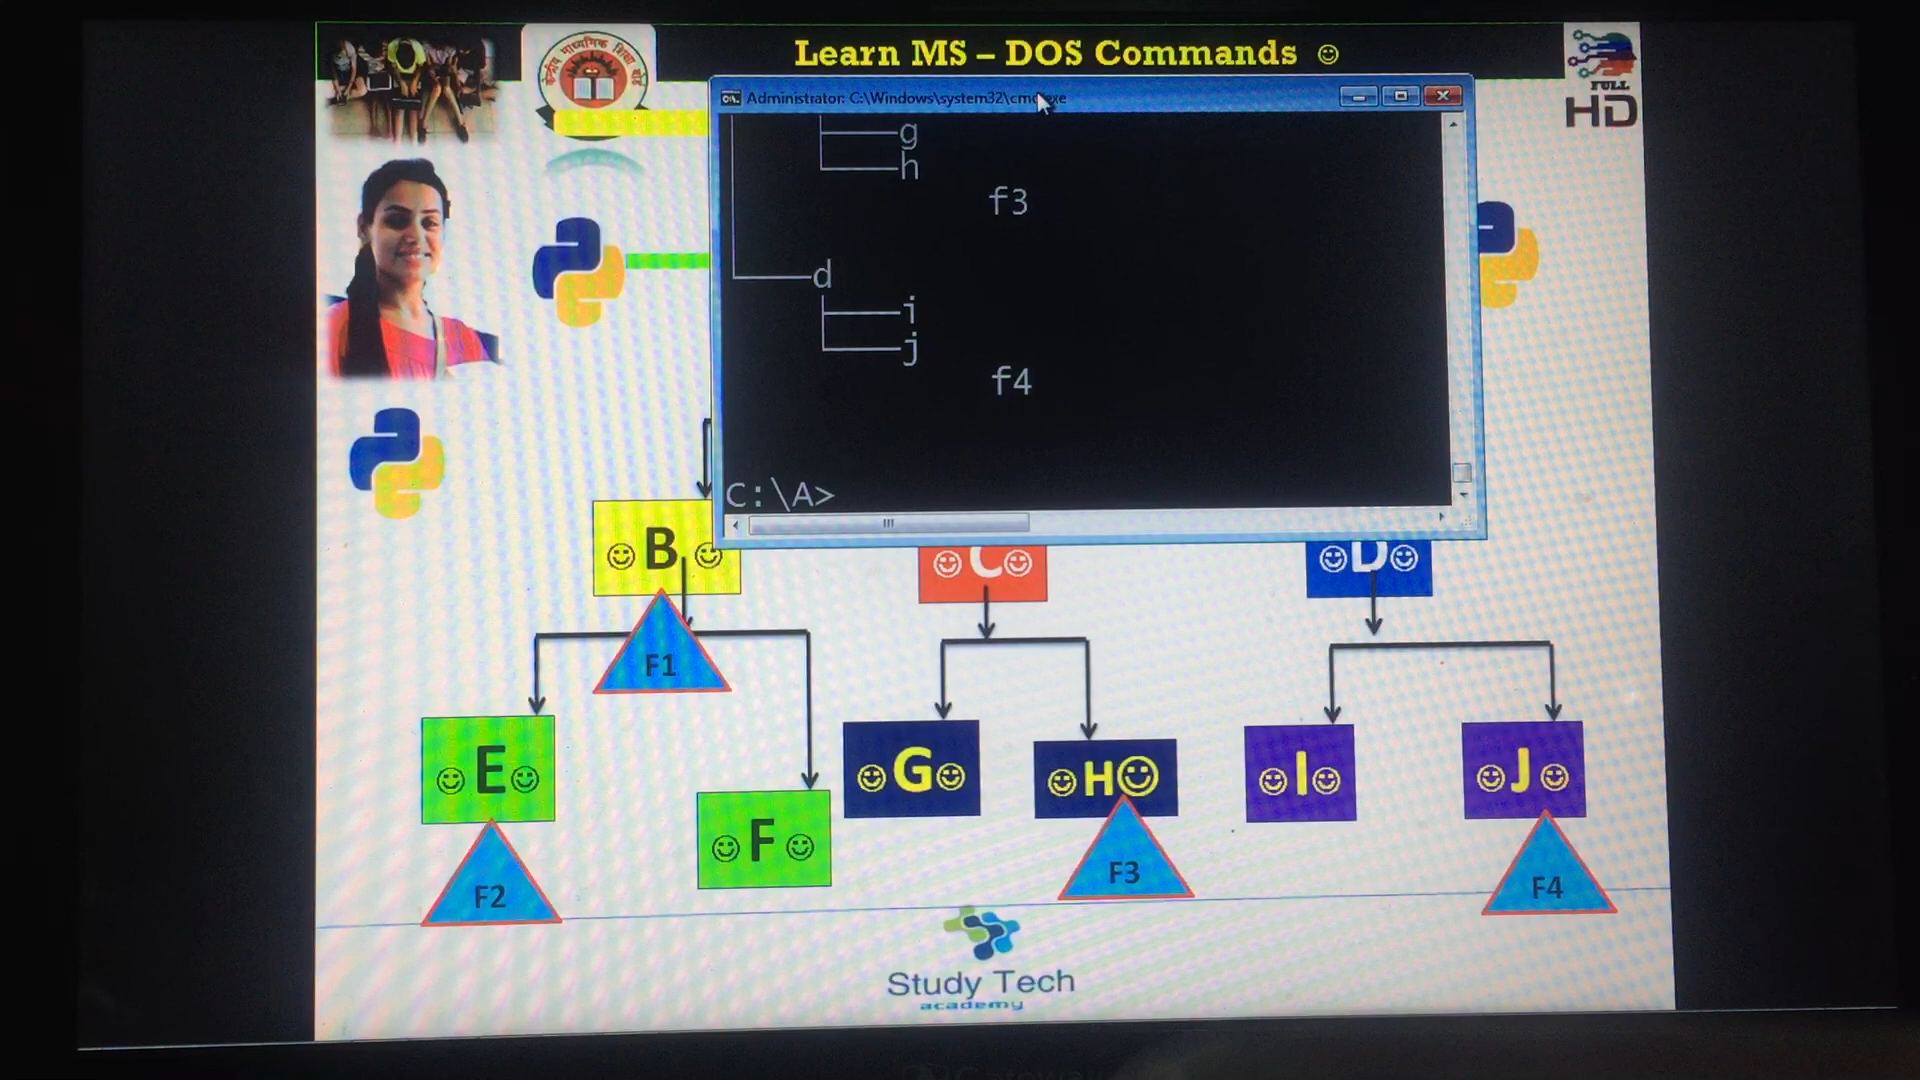 Learn MS – DOS Commands ☺
FULL
HD
माध्यमिक शिक्षा
Administrator: C:\Windows\system32\cmd.exe
g
h
f3
d
i
j
f4
C:\A>
B
C
D
F1
E
F
G
H
I
J
F2
F3
F4
Study Tech
academy